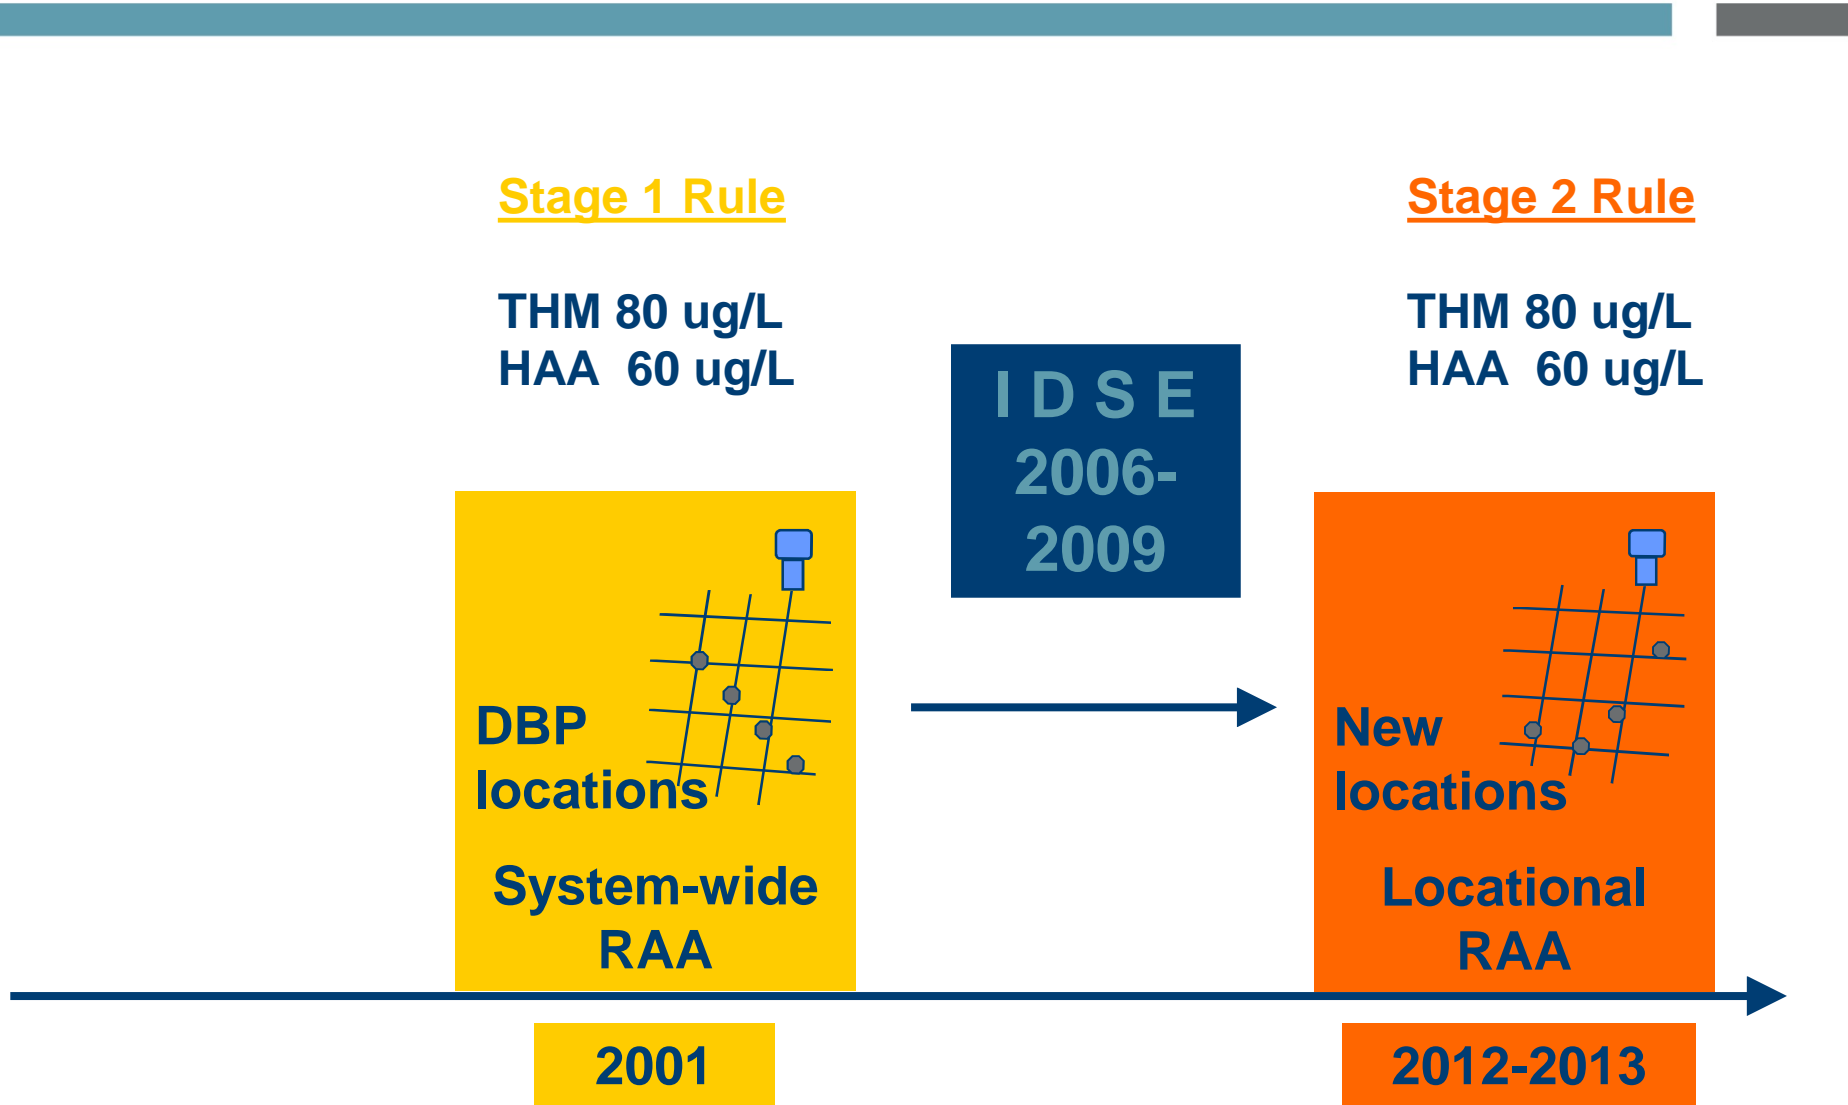 Stage 1 Rule
THM 80 ug/L
HAA  60 ug/L
DBP
locations
System-wide
RAA
2001
I D S E
2006-
2009
Stage 2 Rule
THM 80 ug/L
HAA  60 ug/L
New
locations
Locational
RAA
2012-2013